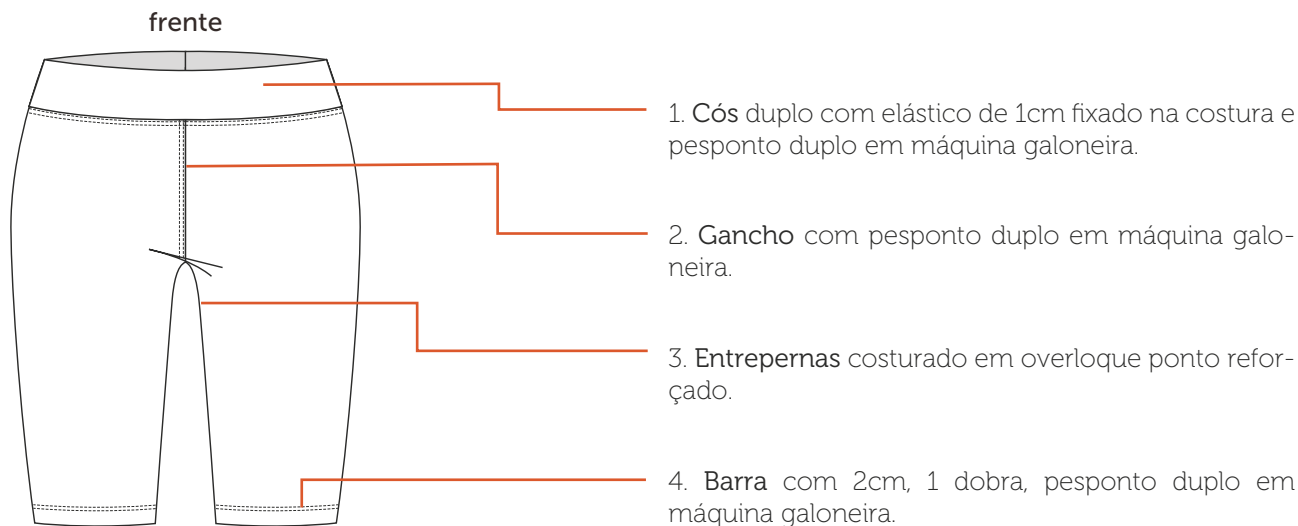 frente
1. Cós duplo com elástico de 1cm fixado na costura e
pesponto duplo em máquina galoneira.
2. Gancho com pesponto duplo em máquina galo-
neira.
3. Entrepernas costurado em overloque ponto refor-
çado.
4. Barra com 2cm, 1 dobra, pesponto duplo em
máquina galoneira.